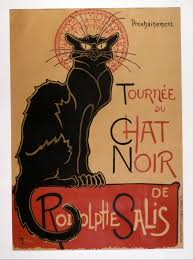 Prochainement
TOURNÉE
DU
CHAT
NOIR
DE
RODOLPHE SALIS